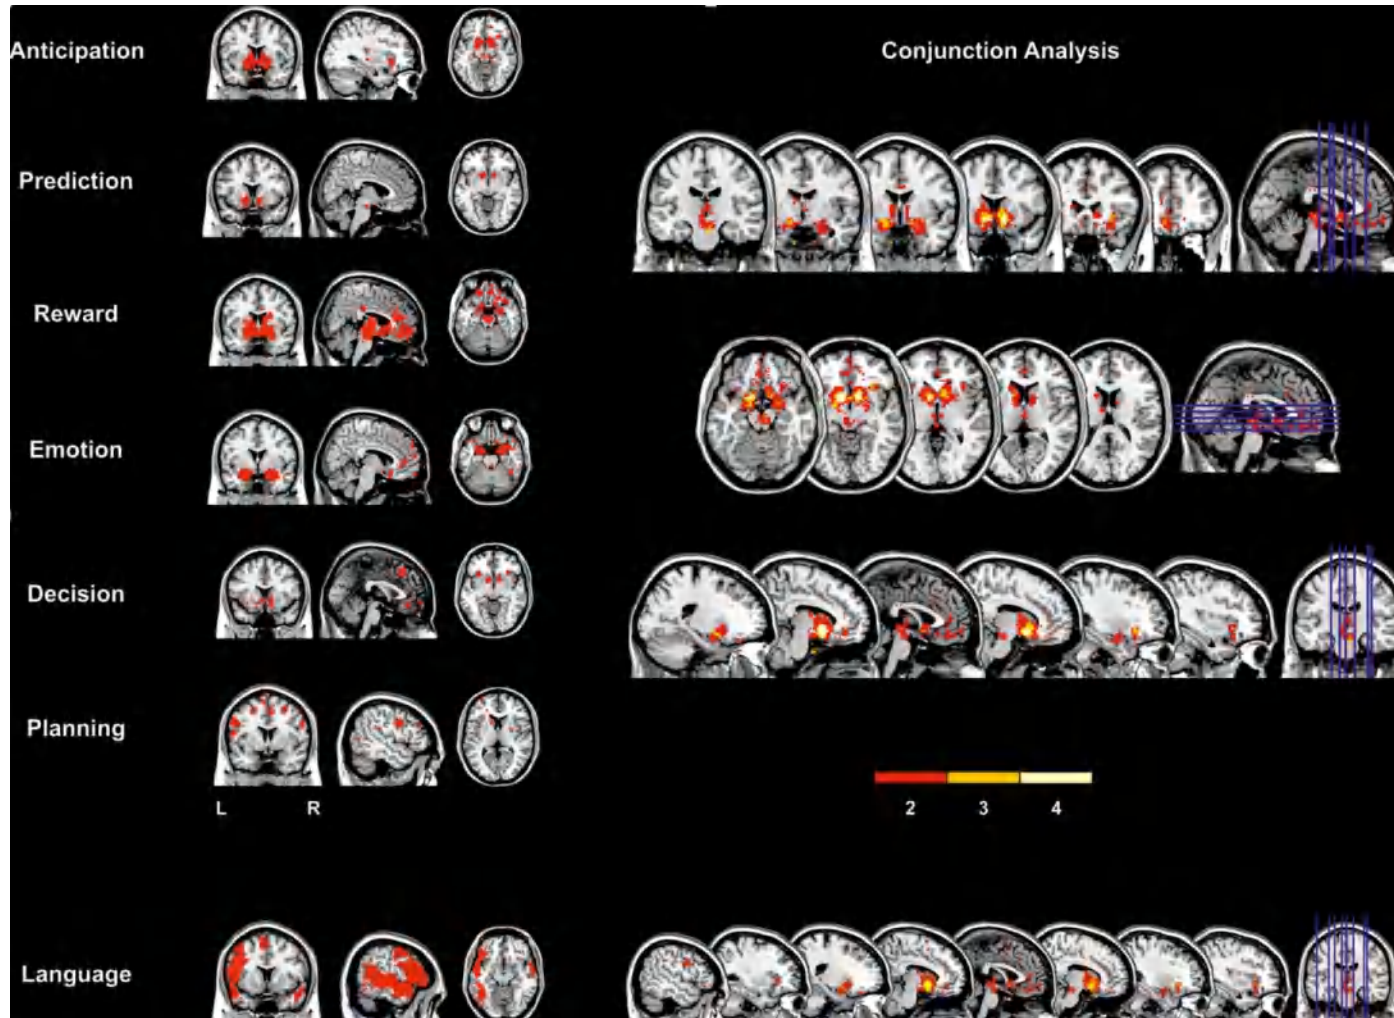 Anticipation
Conjunction Analysis
Prediction
Reward
Emotion
Decision
Planning
L R
2 3 4
Language